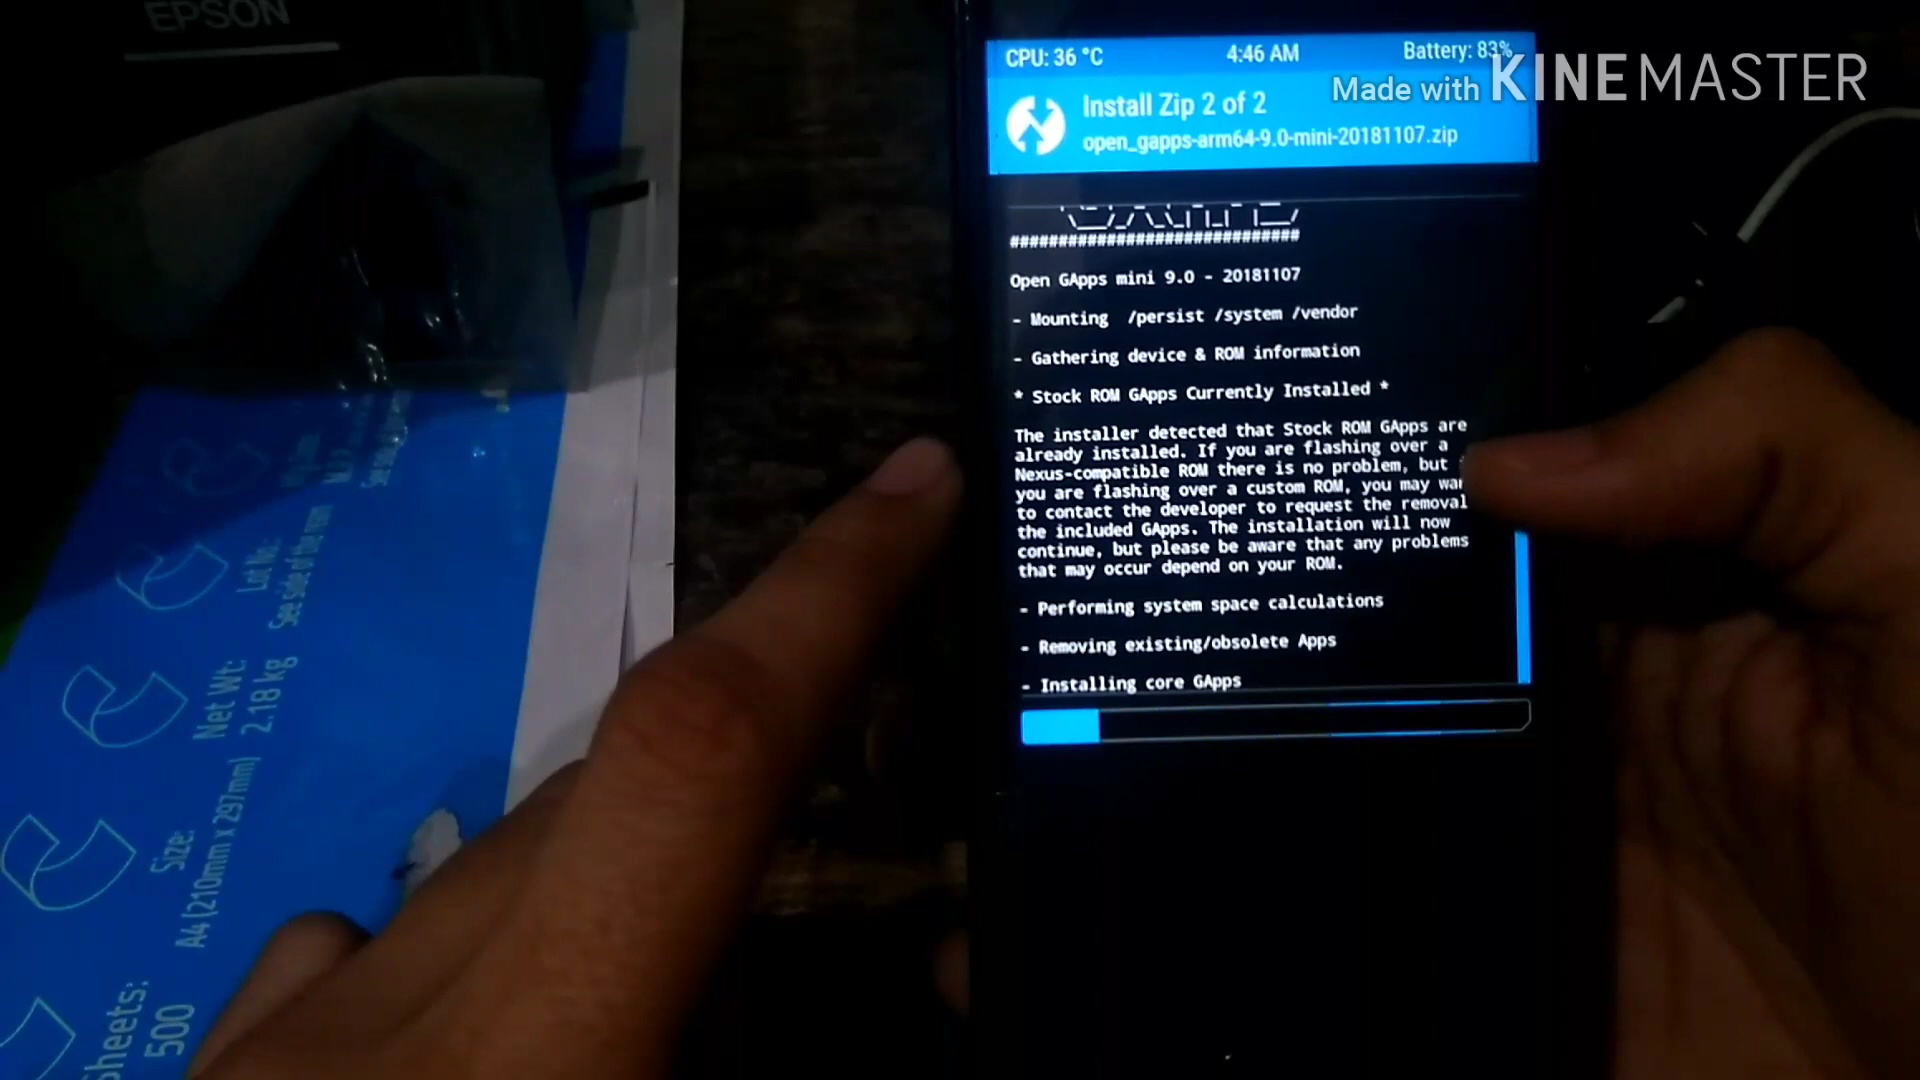 EPSON
CPU: 36 °C
4:46 AM
Battery: 83%
Made with KINEMASTER
Install Zip 2 of 2
open_gapps-arm64-9.0-mini-20181107.zip
##############################
Open GApps mini 9.0 - 20181107
- Mounting /persist /system /vendor
- Gathering device & ROM information
* Stock ROM GApps Currently Installed *
The installer detected that Stock ROM GApps are
already installed. If you are flashing over a
Nexus-compatible ROM there is no problem, but
you are flashing over a custom ROM, you may wan
to contact the developer to request the removal
the included GApps. The installation will now
continue, but please be aware that any problems
that may occur depend on your ROM.
- Performing system space calculations
- Removing existing/obsolete Apps
- Installing core GApps
Lot No.:
See side of the ream
Net Wt:
2.18 kg
Size:
A4 (210mm x 297mm)
Sheets:
500